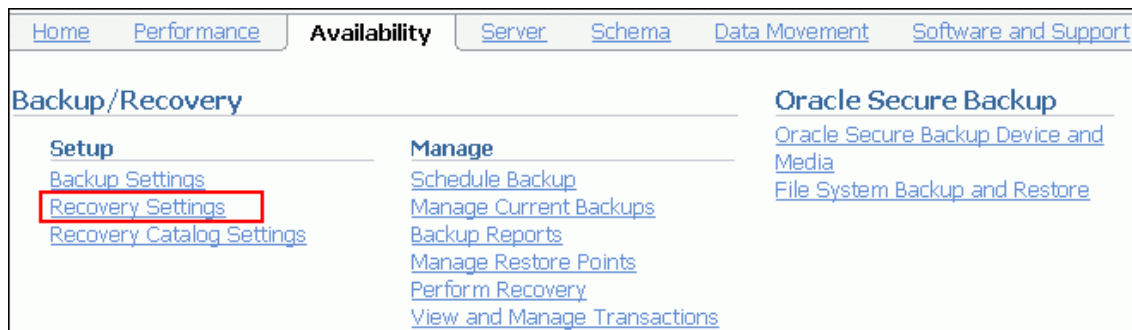 Home Performance Availability Server Schema Data Movement Software and Support
Backup/Recovery
Setup
Backup Settings
Recovery Settings
Recovery Catalog Settings
Manage
Schedule Backup
Manage Current Backups
Backup Reports
Manage Restore Points
Perform Recovery
View and Manage Transactions
Oracle Secure Backup
Oracle Secure Backup Device and
Media
File System Backup and Restore